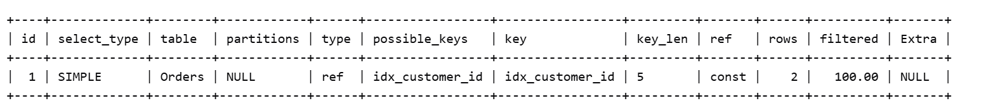 +----+-------------+--------+------------+------+-----------------+-----------------+---------+-------+------+----------+-------+
| id | select_type | table  | partitions | type | possible_keys   | key             | key_len | ref   | rows | filtered | Extra |
+----+-------------+--------+------------+------+-----------------+-----------------+---------+-------+------+----------+-------+
|  1 | SIMPLE      | Orders | NULL       | ref  | idx_customer_id | idx_customer_id | 5       | const |    2 |   100.00 | NULL  |
+----+-------------+--------+------------+------+-----------------+-----------------+---------+-------+------+----------+-------+